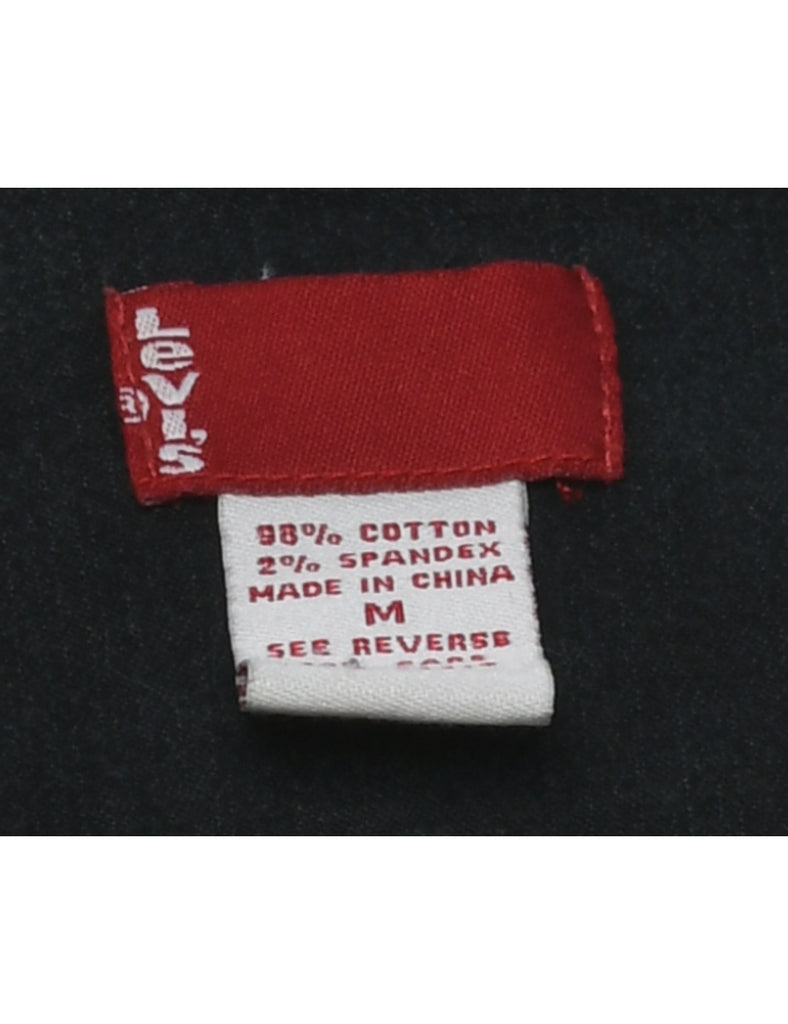 Levi's®
98% COTTON
2% SPANDEX
MADE IN CHINA
M
SEE REVERSE